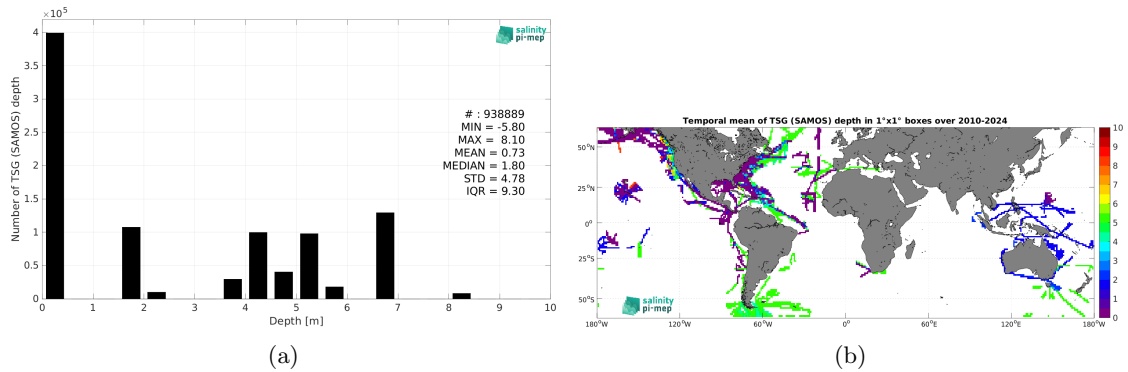 ×10⁵
4
3.5
3
2.5
2
1.5
1
0.5
0
Number of TSG (SAMOS) depth
salinity
pi-mep
# : 938889
MIN = -5.80
MAX = 8.10
MEAN = 0.73
MEDIAN = 1.80
STD = 4.78
IQR = 9.30
0 1 2 3 4 5 6 7 8 9 10
Depth [m]
(a)
Temporal mean of TSG (SAMOS) depth in 1°x1° boxes over 2010-2024
50°N
25°N
0°
25°S
50°S
salinity
pi-mep
180°W 120°W 60°W 0° 60°E 120°E 180°W
10
9
8
7
6
5
4
3
2
1
0
(b)